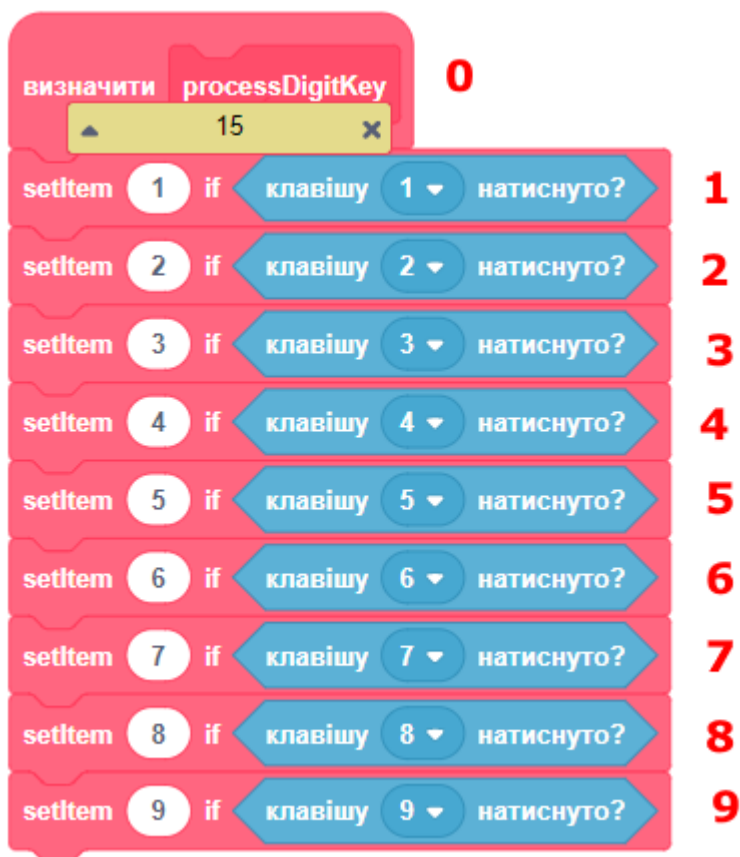 визначити processDigitKey 0
15
setItem 1 if клавішу 1 натиснуто? 1
setItem 2 if клавішу 2 натиснуто? 2
setItem 3 if клавішу 3 натиснуто? 3
setItem 4 if клавішу 4 натиснуто? 4
setItem 5 if клавішу 5 натиснуто? 5
setItem 6 if клавішу 6 натиснуто? 6
setItem 7 if клавішу 7 натиснуто? 7
setItem 8 if клавішу 8 натиснуто? 8
setItem 9 if клавішу 9 натиснуто? 9